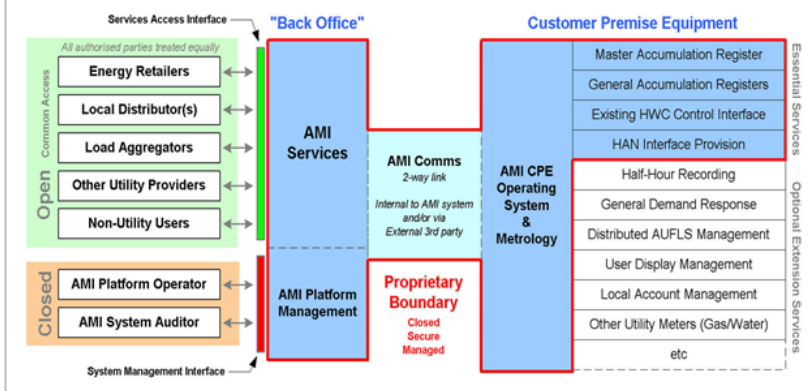 Services Access Interface
"Back Office"
Customer Premise Equipment
All authorised parties treated equally
Common Access
Open
Energy Retailers
Local Distributor(s)
Load Aggregators
Other Utility Providers
Non-Utility Users
Closed
AMI Platform Operator
AMI System Auditor
System Management Interface
AMI
Services
AMI Platform
Management
AMI Comms
2-way link
Internal to AMI system
and/or via
External 3rd party
Proprietary
Boundary
Closed
Secure
Managed
AMI CPE
Operating
System
&
Metrology
Master Accumulation Register
General Accumulation Registers
Existing HWC Control Interface
HAN Interface Provision
Half-Hour Recording
General Demand Response
Distributed AUFLS Management
User Display Management
Local Account Management
Other Utility Meters (Gas/Water)
etc
Essential Services
Optional Extension Services